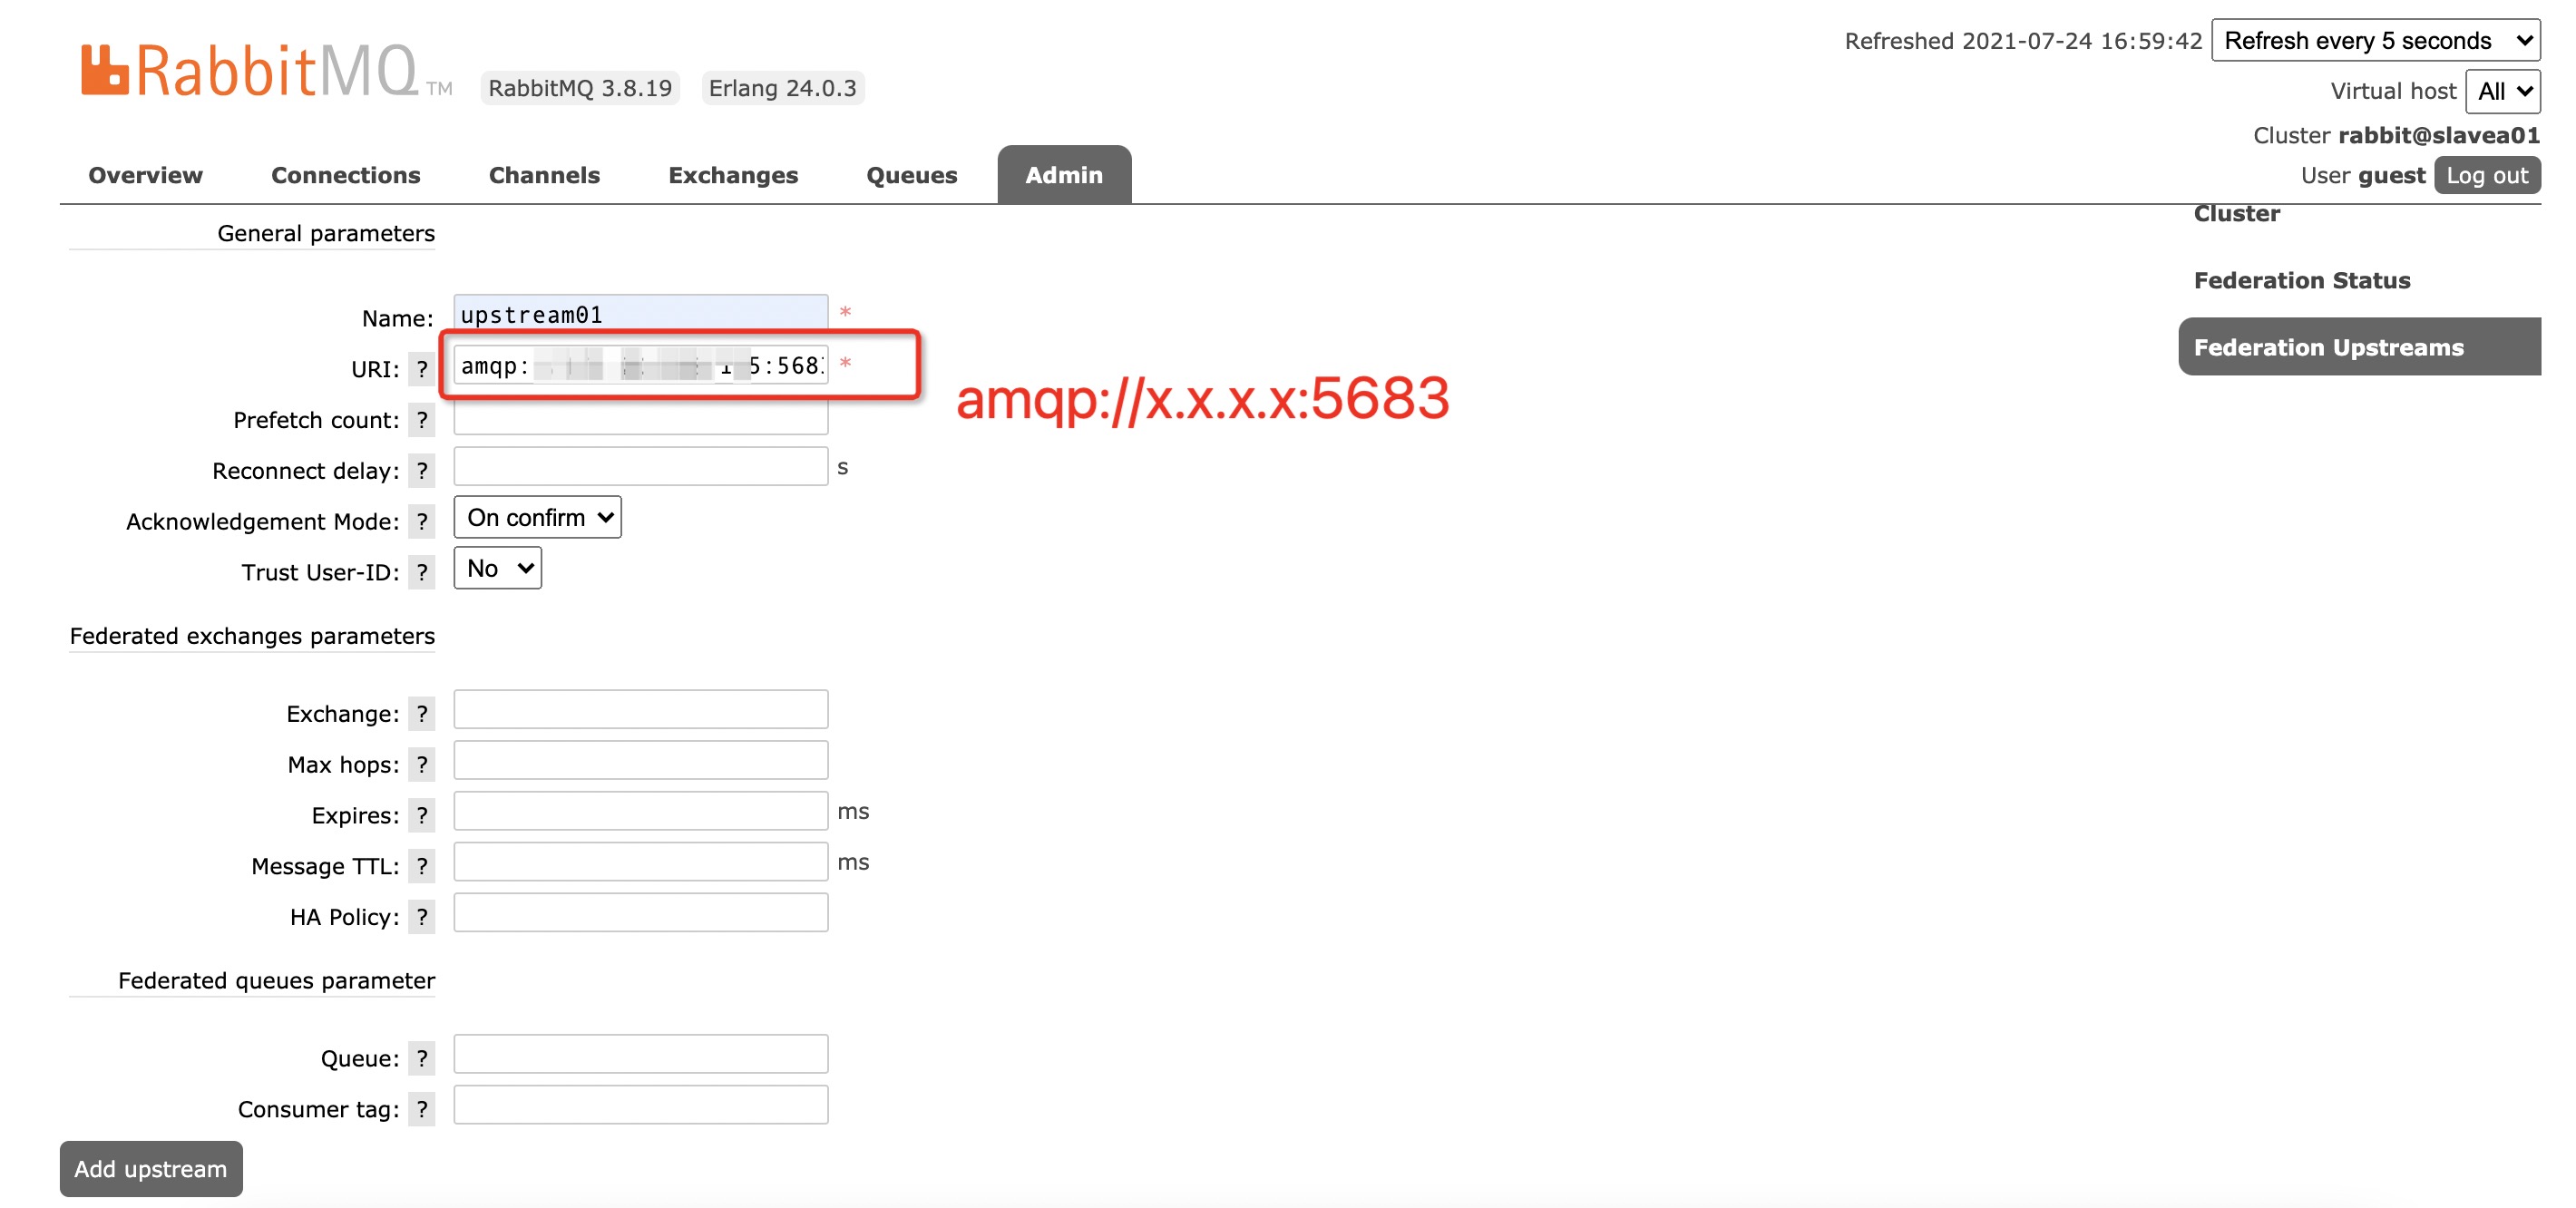 Refreshed 2021-07-24 16:59:42 Refresh every 5 seconds
RabbitMQ TM RabbitMQ 3.8.19 Erlang 24.0.3
Virtual host All
Cluster rabbit@slavea01
User guest Log out
Overview Connections Channels Exchanges Queues Admin
Cluster
Federation Status
Federation Upstreams
General parameters
Name: upstream01 *
URI: ? amqp: 5:568 *
amqp://x.x.x.x:5683
Prefetch count: ?
Reconnect delay: ? s
Acknowledgement Mode: ? On confirm
Trust User-ID: ? No
Federated exchanges parameters
Exchange: ?
Max hops: ?
Expires: ? ms
Message TTL: ? ms
HA Policy: ?
Federated queues parameter
Queue: ?
Consumer tag: ?
Add upstream